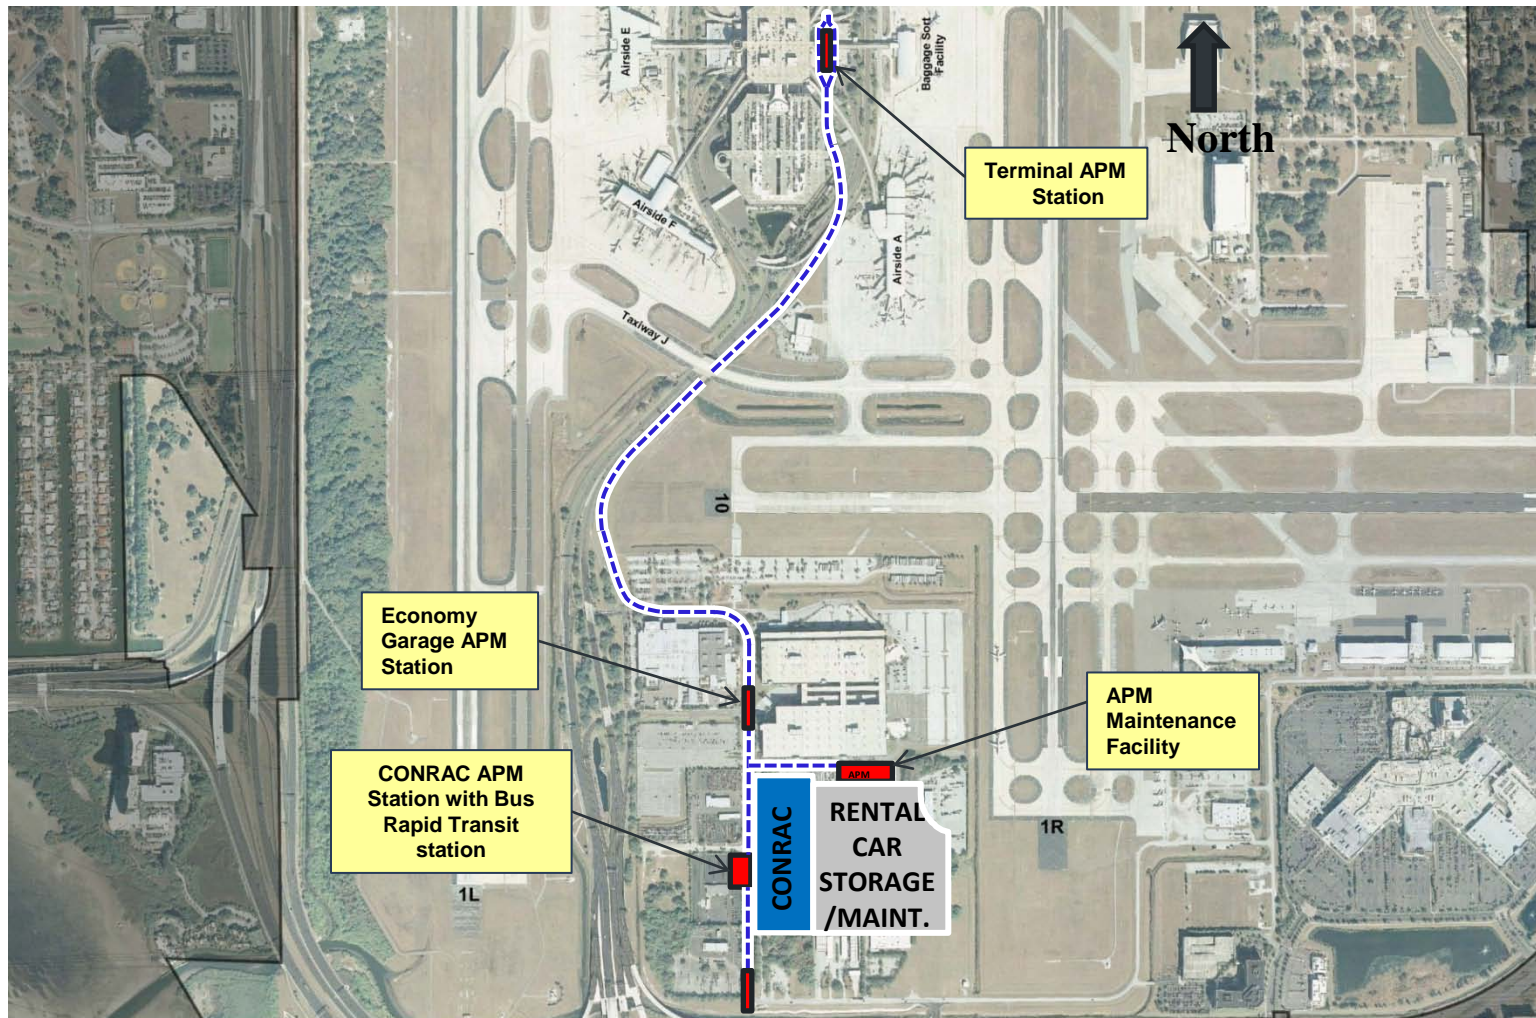 Airside E
Baggage Sort
Facility
North
Terminal APM
Station
Airside F
Airside A
Taxiway J
10
Economy
Garage APM
Station
APM
Maintenance
Facility
CONRAC APM
Station with Bus
Rapid Transit
station
APM
CONRAC
RENTAL
CAR
STORAGE
/MAINT.
1R
1L